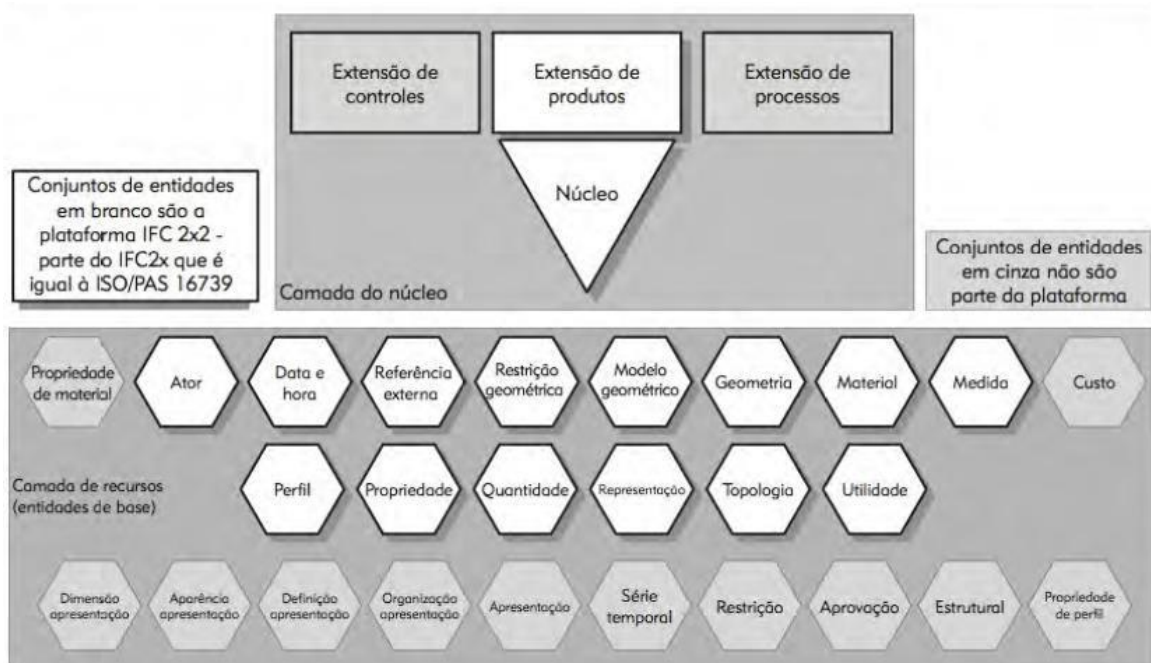 Extensão de
controles
Extensão de
produtos
Extensão de
processos
Núcleo
Camada do núcleo
Conjuntos de entidades
em branco são a
plataforma IFC 2x2 -
parte do IFC2x que é
igual à ISO/PAS 16739
Conjuntos de entidades
em cinza não são
parte da plataforma
Propriedade
de material
Ator
Data e
hora
Referência
externa
Restrição
geométrica
Modelo
geométrico
Geometria
Material
Medida
Custo
Camada de recursos
(entidades de base)
Perfil
Propriedade
Quantidade
Representação
Topologia
Utilidade
Dimensão
apresentação
Aparência
apresentação
Definição
apresentação
Organização
apresentação
Apresentação
Série
temporal
Restrição
Aprovação
Estrutural
Propriedade
de perfil